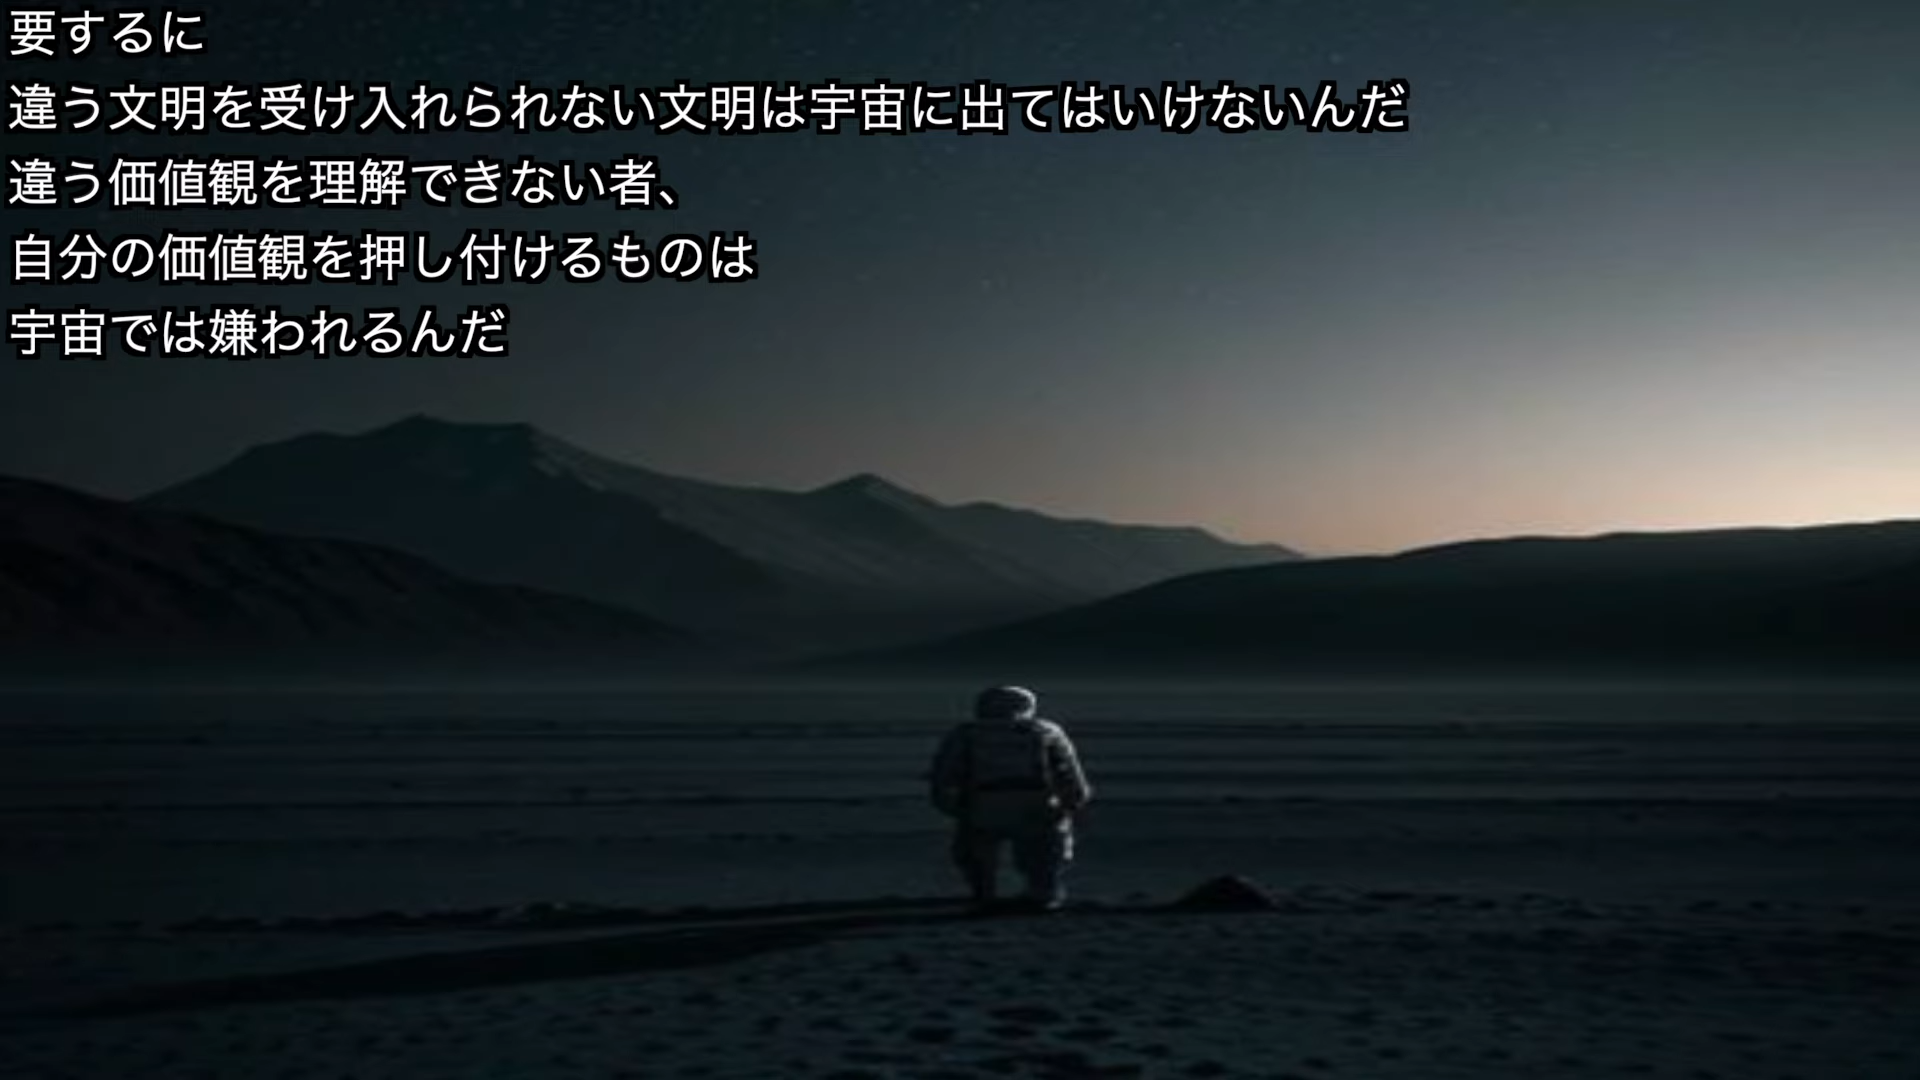 要するに
違う文明を受け入れられない文明は宇宙に出てはいけないんだ
違う価値観を理解できない者、
自分の価値観を押し付けるものは
宇宙では嫌われるんだ